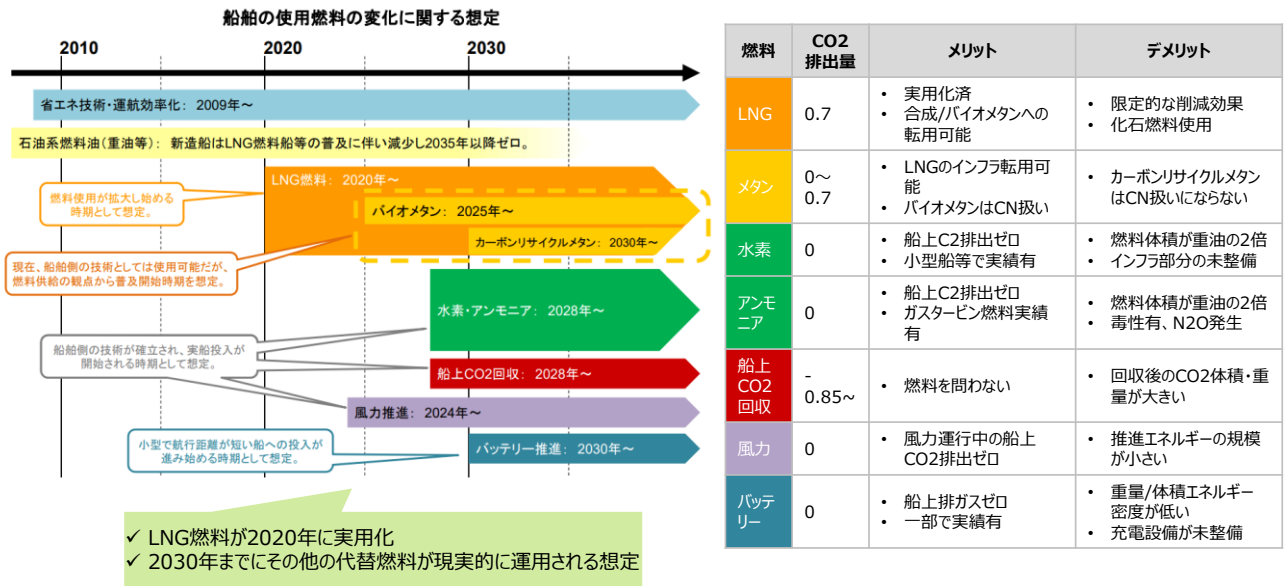 船舶の使用燃料の変化に関する想定
2010
2020
2030
省エネ技術・運航効率化: 2009年～
石油系燃料油（重油等）: 新造船はLNG燃料船等の普及に伴い減少し2035年以降ゼロ。
LNG燃料: 2020年～
燃料使用が拡大し始める
時期として想定。
バイオメタン: 2025年～
カーボンリサイクルメタン: 2030年～
現在、船舶側の技術としては使用可能だが、
燃料供給の観点から普及開始時期を想定。
水素・アンモニア: 2028年～
船舶側の技術が確立され、実船投入が
開始される時期として想定。
船上CO2回収: 2028年～
風力推進: 2024年～
小型で航行距離が短い船への投入が
進み始める時期として想定。
バッテリー推進: 2030年～
✓ LNG燃料が2020年に実用化
✓ 2030年までにその他の代替燃料が現実的に運用される想定
燃料
CO2
排出量
メリット
デメリット
LNG
0.7
• 実用化済
• 合成/バイオメタンへの
転用可能
• 限定的な削減効果
• 化石燃料使用
メタン
0～
0.7
• LNGのインフラ転用可
能
• バイオメタンはCN扱い
• カーボンリサイクルメタン
はCN扱いにならない
水素
0
• 船上C2排出ゼロ
• 小型船等で実績有
• 燃料体積が重油の2倍
• インフラ部分の未整備
アンモ
ニア
0
• 船上C2排出ゼロ
• ガスタービン燃料実績
有
• 燃料体積が重油の2倍
• 毒性有、N2O発生
船上
CO2
回収
-
0.85~
• 燃料を問わない
• 回収後のCO2体積・重
量が大きい
風力
0
• 風力運行中の船上
CO2排出ゼロ
• 推進エネルギーの規模
が小さい
バッテ
リー
0
• 船上排ガスゼロ
• 一部で実績有
• 重量/体積エネルギー
密度が低い
• 充電設備が未整備